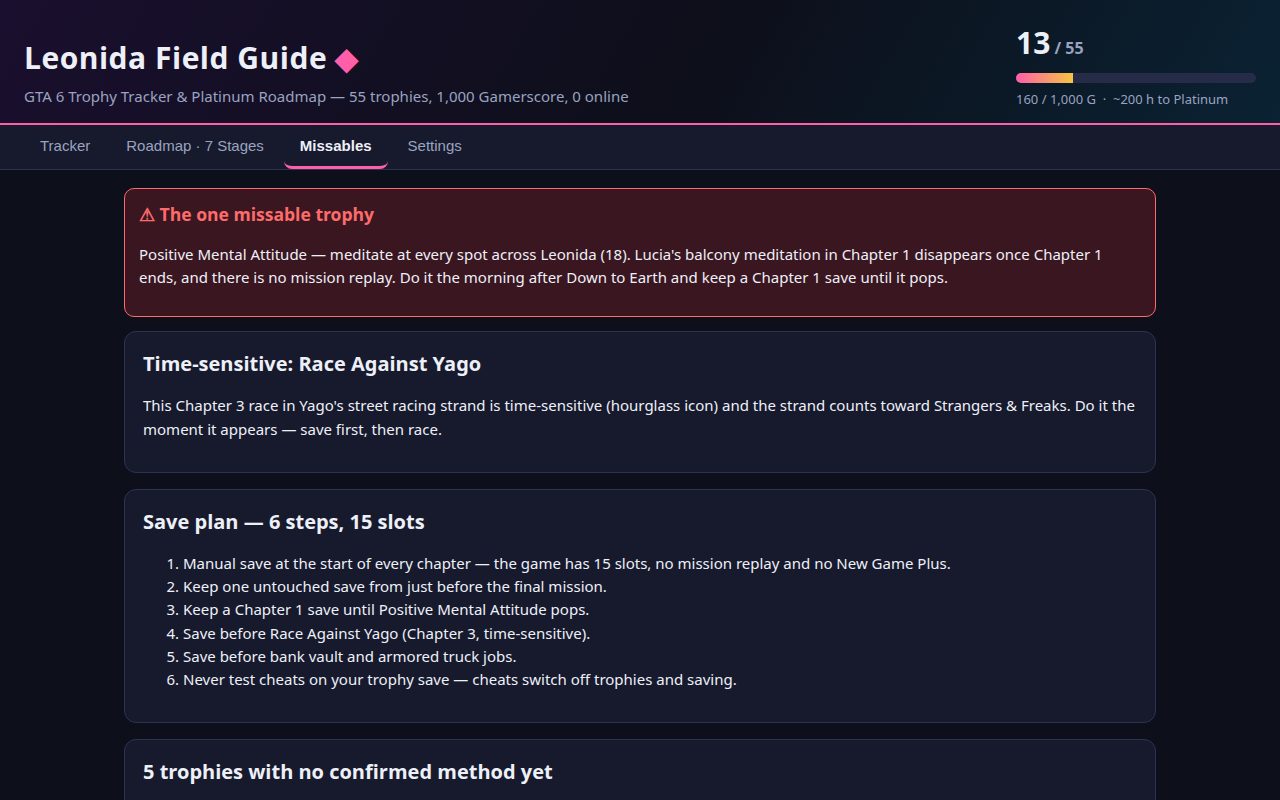 Leonida Field Guide
13 / 55
GTA 6 Trophy Tracker & Platinum Roadmap — 55 trophies, 1,000 Gamerscore, 0 online
160 / 1,000 G · ~200 h to Platinum
Tracker
Roadmap · 7 Stages
Missables
Settings
⚠ The one missable trophy
Positive Mental Attitude — meditate at every spot across Leonida (18). Lucia's balcony meditation in Chapter 1 disappears once Chapter 1
ends, and there is no mission replay. Do it the morning after Down to Earth and keep a Chapter 1 save until it pops.
Time-sensitive: Race Against Yago
This Chapter 3 race in Yago's street racing strand is time-sensitive (hourglass icon) and the strand counts toward Strangers & Freaks. Do it the
moment it appears — save first, then race.
Save plan — 6 steps, 15 slots
1. Manual save at the start of every chapter — the game has 15 slots, no mission replay and no New Game Plus.
2. Keep one untouched save from just before the final mission.
3. Keep a Chapter 1 save until Positive Mental Attitude pops.
4. Save before Race Against Yago (Chapter 3, time-sensitive).
5. Save before bank vault and armored truck jobs.
6. Never test cheats on your trophy save — cheats switch off trophies and saving.
5 trophies with no confirmed method yet